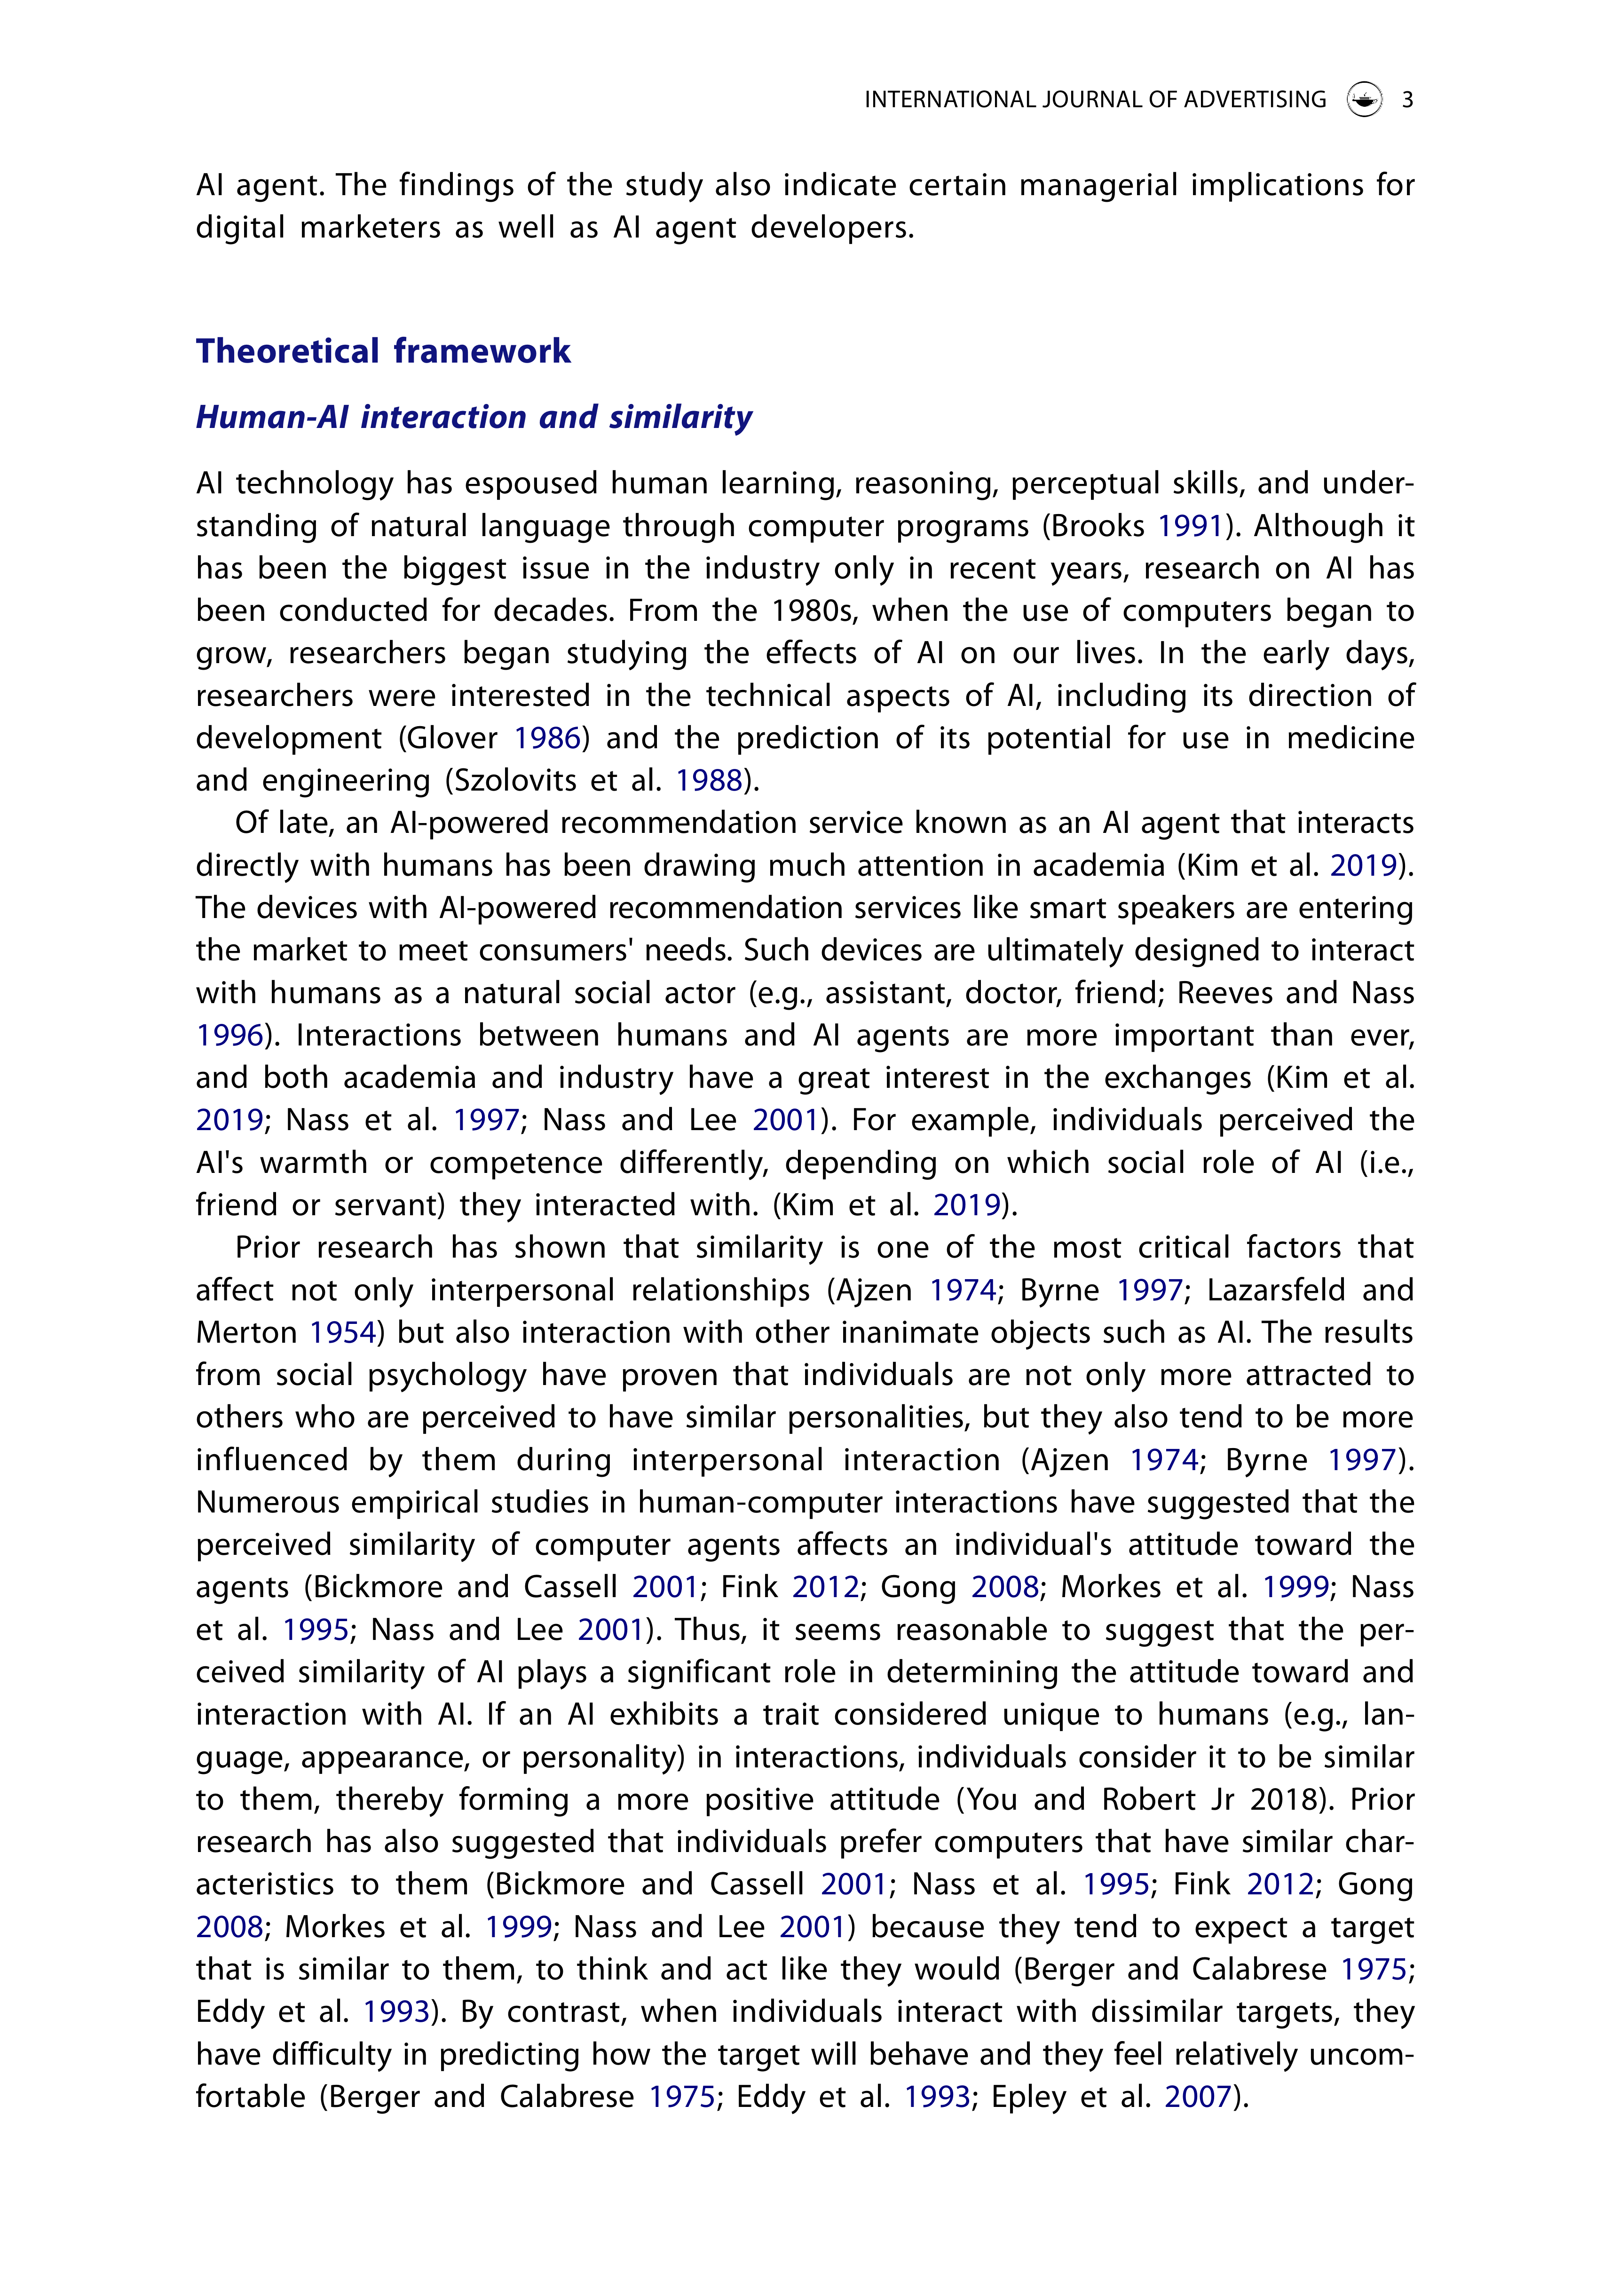 INTERNATIONAL JOURNAL OF ADVERTISING 3
AI agent. The findings of the study also indicate certain managerial implications for
digital marketers as well as AI agent developers.
Theoretical framework
Human-AI interaction and similarity
AI technology has espoused human learning, reasoning, perceptual skills, and under-
standing of natural language through computer programs (Brooks 1991). Although it
has been the biggest issue in the industry only in recent years, research on AI has
been conducted for decades. From the 1980s, when the use of computers began to
grow, researchers began studying the effects of AI on our lives. In the early days,
researchers were interested in the technical aspects of AI, including its direction of
development (Glover 1986) and the prediction of its potential for use in medicine
and engineering (Szolovits et al. 1988).
Of late, an AI-powered recommendation service known as an AI agent that interacts
directly with humans has been drawing much attention in academia (Kim et al. 2019).
The devices with AI-powered recommendation services like smart speakers are entering
the market to meet consumers' needs. Such devices are ultimately designed to interact
with humans as a natural social actor (e.g., assistant, doctor, friend; Reeves and Nass
1996). Interactions between humans and AI agents are more important than ever,
and both academia and industry have a great interest in the exchanges (Kim et al.
2019; Nass et al. 1997; Nass and Lee 2001). For example, individuals perceived the
AI's warmth or competence differently, depending on which social role of AI (i.e.,
friend or servant) they interacted with. (Kim et al. 2019).
Prior research has shown that similarity is one of the most critical factors that
affect not only interpersonal relationships (Ajzen 1974; Byrne 1997; Lazarsfeld and
Merton 1954) but also interaction with other inanimate objects such as AI. The results
from social psychology have proven that individuals are not only more attracted to
others who are perceived to have similar personalities, but they also tend to be more
influenced by them during interpersonal interaction (Ajzen 1974; Byrne 1997).
Numerous empirical studies in human-computer interactions have suggested that the
perceived similarity of computer agents affects an individual's attitude toward the
agents (Bickmore and Cassell 2001; Fink 2012; Gong 2008; Morkes et al. 1999; Nass
et al. 1995; Nass and Lee 2001). Thus, it seems reasonable to suggest that the per-
ceived similarity of AI plays a significant role in determining the attitude toward and
interaction with AI. If an AI exhibits a trait considered unique to humans (e.g., lan-
guage, appearance, or personality) in interactions, individuals consider it to be similar
to them, thereby forming a more positive attitude (You and Robert Jr 2018). Prior
research has also suggested that individuals prefer computers that have similar char-
acteristics to them (Bickmore and Cassell 2001; Nass et al. 1995; Fink 2012; Gong
2008; Morkes et al. 1999; Nass and Lee 2001) because they tend to expect a target
that is similar to them, to think and act like they would (Berger and Calabrese 1975;
Eddy et al. 1993). By contrast, when individuals interact with dissimilar targets, they
have difficulty in predicting how the target will behave and they feel relatively uncom-
fortable (Berger and Calabrese 1975; Eddy et al. 1993; Epley et al. 2007).